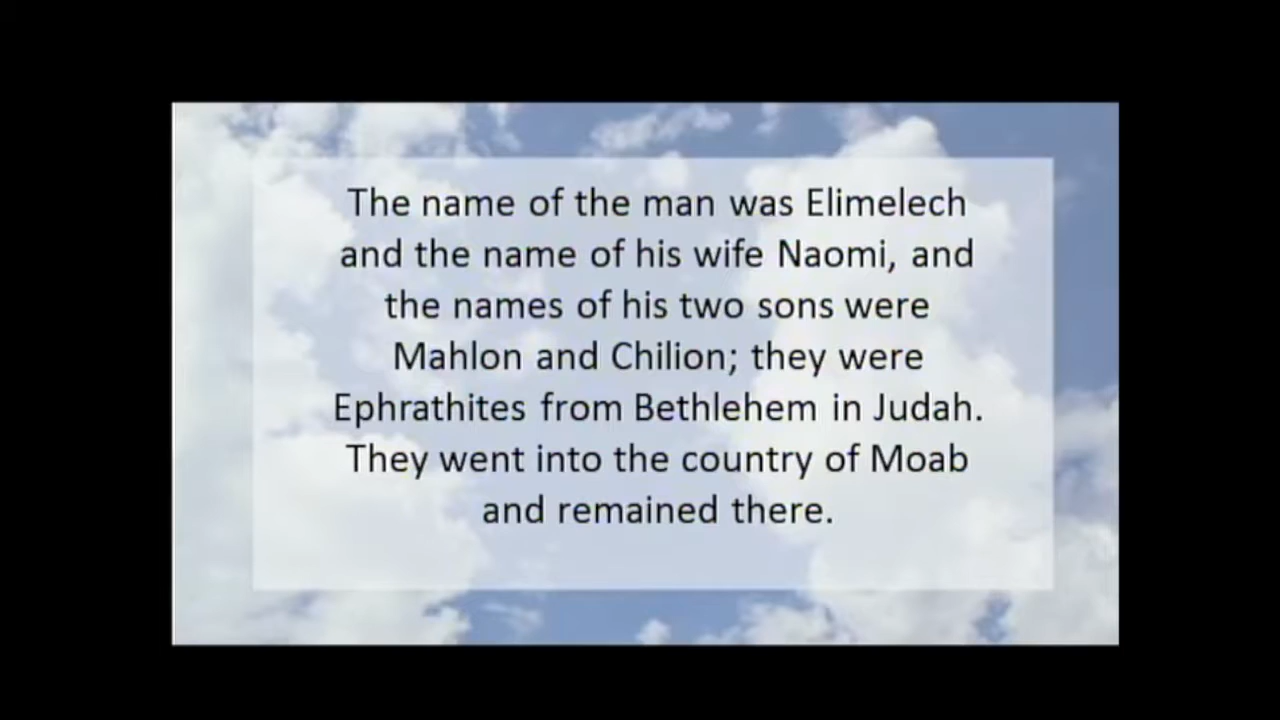 The name of the man was Elimelech
and the name of his wife Naomi, and
the names of his two sons were
Mahlon and Chilion; they were
Ephrathites from Bethlehem in Judah.
They went into the country of Moab
and remained there.